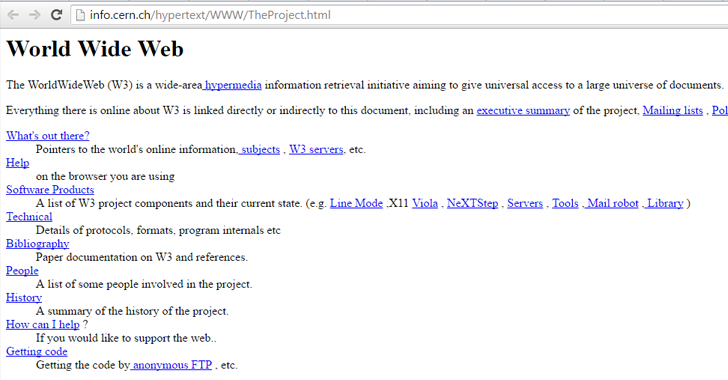 info.cern.ch/hypertext/WWW/TheProject.html
World Wide Web
The WorldWideWeb (W3) is a wide-area hypermedia information retrieval initiative aiming to give universal access to a large universe of documents.
Everything there is online about W3 is linked directly or indirectly to this document, including an executive summary of the project, Mailing lists , Pol
What's out there?
Pointers to the world's online information, subjects , W3 servers, etc.
Help
on the browser you are using
Software Products
A list of W3 project components and their current state. (e.g. Line Mode ,X11 Viola , NeXTStep , Servers , Tools , Mail robot , Library )
Technical
Details of protocols, formats, program internals etc
Bibliography
Paper documentation on W3 and references.
People
A list of some people involved in the project.
History
A summary of the history of the project.
How can I help ?
If you would like to support the web..
Getting code
Getting the code by anonymous FTP , etc.